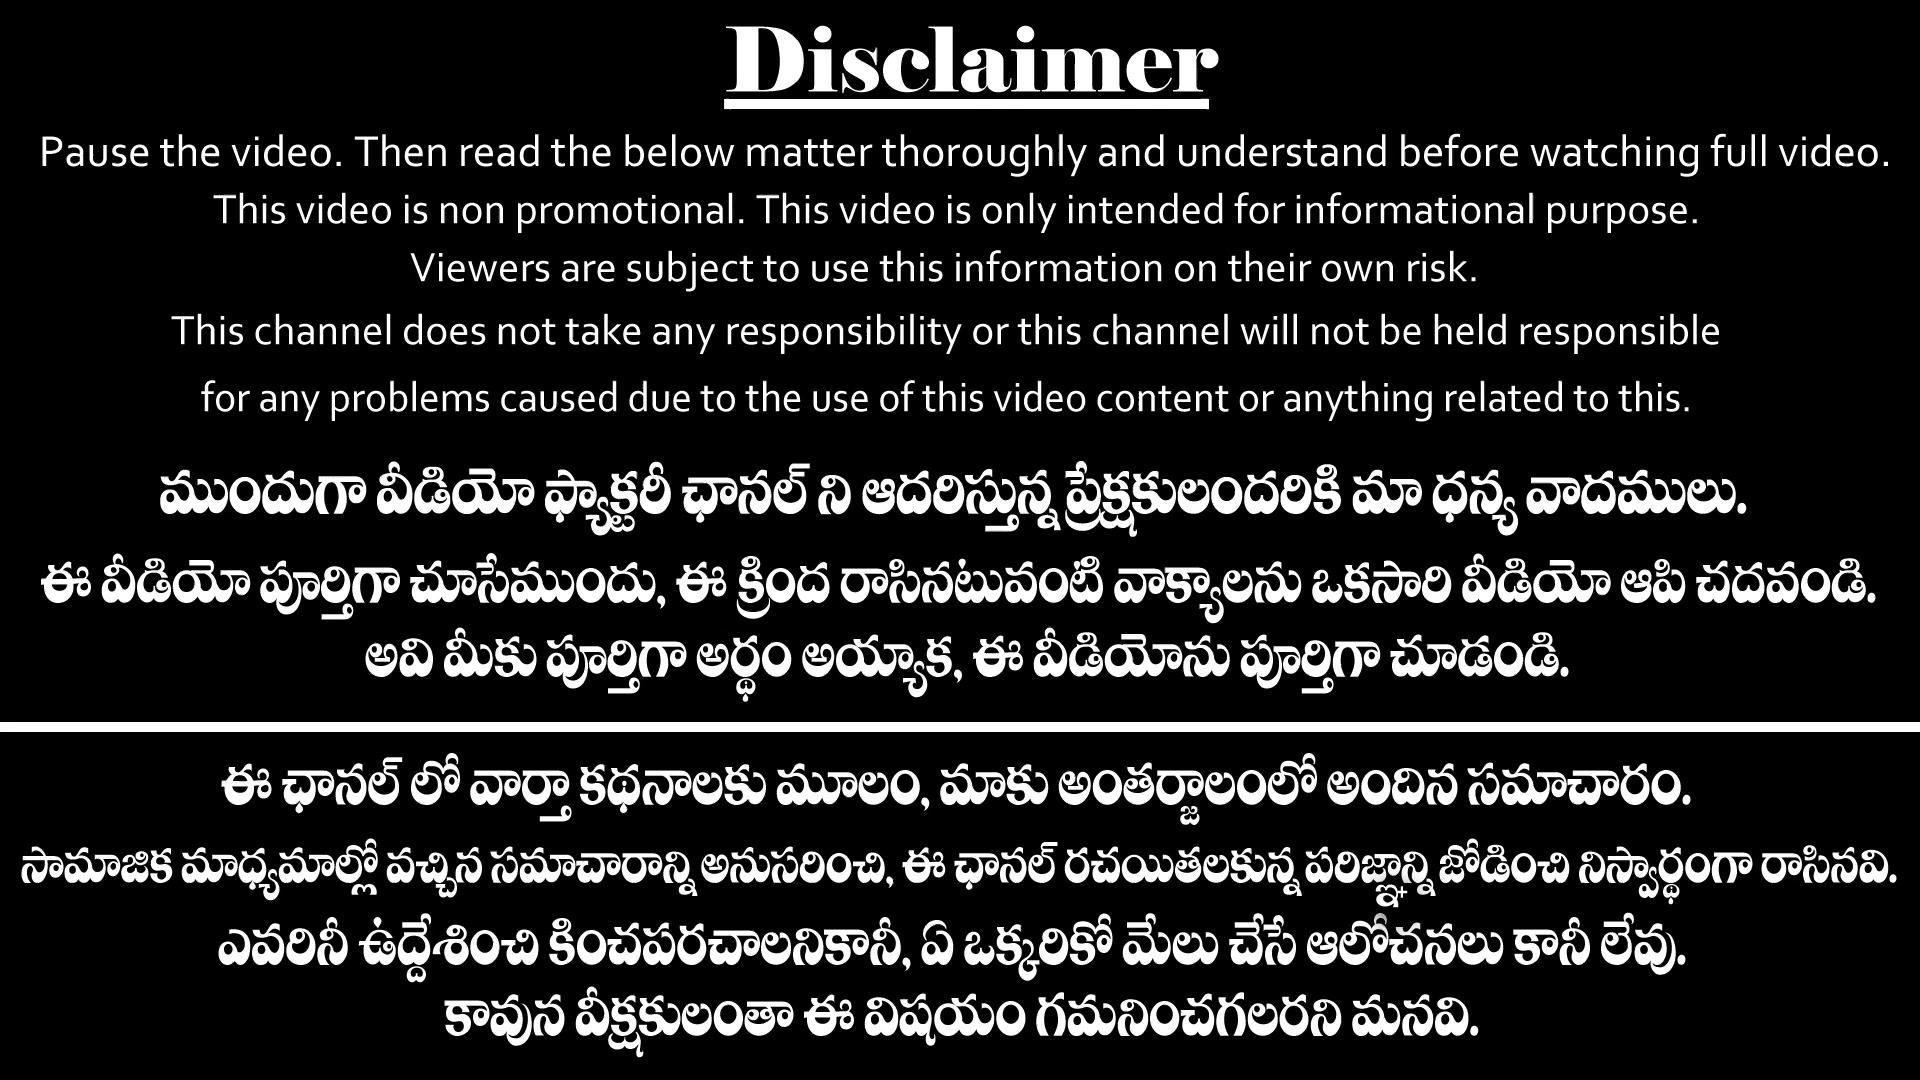 Disclaimer
Pause the video. Then read the below matter thoroughly and understand before watching full video.
This video is non promotional. This video is only intended for informational purpose.
Viewers are subject to use this information on their own risk.
This channel does not take any responsibility or this channel will not be held responsible
for any problems caused due to the use of this video content or anything related to this.
ముందుగా వీడియో ఫ్యాక్టరీ ఛానల్ ని ఆదరిస్తున్న ప్రేక్షకులందరికి మా ధన్య వాదములు.
ఈ వీడియో పూర్తిగా చూసేముందు, ఈ క్రింద రాసినటువంటి వాక్యాలను ఒకసారి వీడియో ఆపి చదవండి.
అవి మీకు పూర్తిగా అర్థం అయ్యాక, ఈ వీడియోను పూర్తిగా చూడండి.
ఈ ఛానల్ లో వార్తా కథనాలకు మూలం, మాకు అంతర్జాలంలో అందిన సమాచారం.
సామాజిక మాధ్యమాల్లో వచ్చిన సమాచారాన్ని అనుసరించి, ఈ ఛానల్ రచయితలకున్న పరిజ్ఞాన్ని జోడించి నిస్వార్థంగా రాసినవి.
ఎవరినీ ఉద్దేశించి కించపరచాలనికానీ, ఏ ఒక్కరికో మేలు చేసే ఆలోచనలు కానీ లేవు.
కావున వీక్షకులంతా ఈ విషయం గమనించగలరని మనవి.